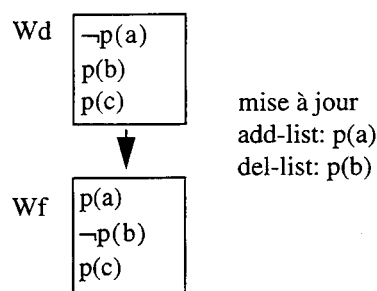 Wd
¬p(a)
p(b)
p(c)
mise à jour
add-list: p(a)
del-list: p(b)
Wf
p(a)
¬p(b)
p(c)